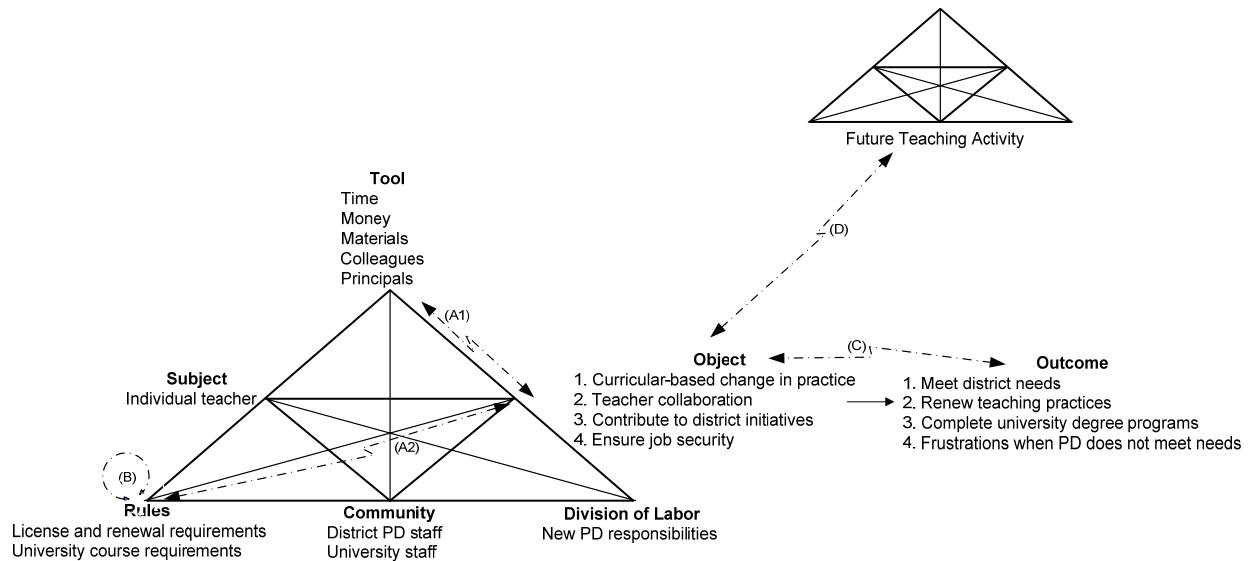 Future Teaching Activity
(D)
Tool
Time
Money
Materials
Colleagues
Principals
(A1)
(C)
Object
1. Curricular-based change in practice
2. Teacher collaboration
3. Contribute to district initiatives
4. Ensure job security
Outcome
1. Meet district needs
2. Renew teaching practices
3. Complete university degree programs
4. Frustrations when PD does not meet needs
Subject
Individual teacher
(A2)
(B)
Rules
License and renewal requirements
University course requirements
Community
District PD staff
University staff
Division of Labor
New PD responsibilities